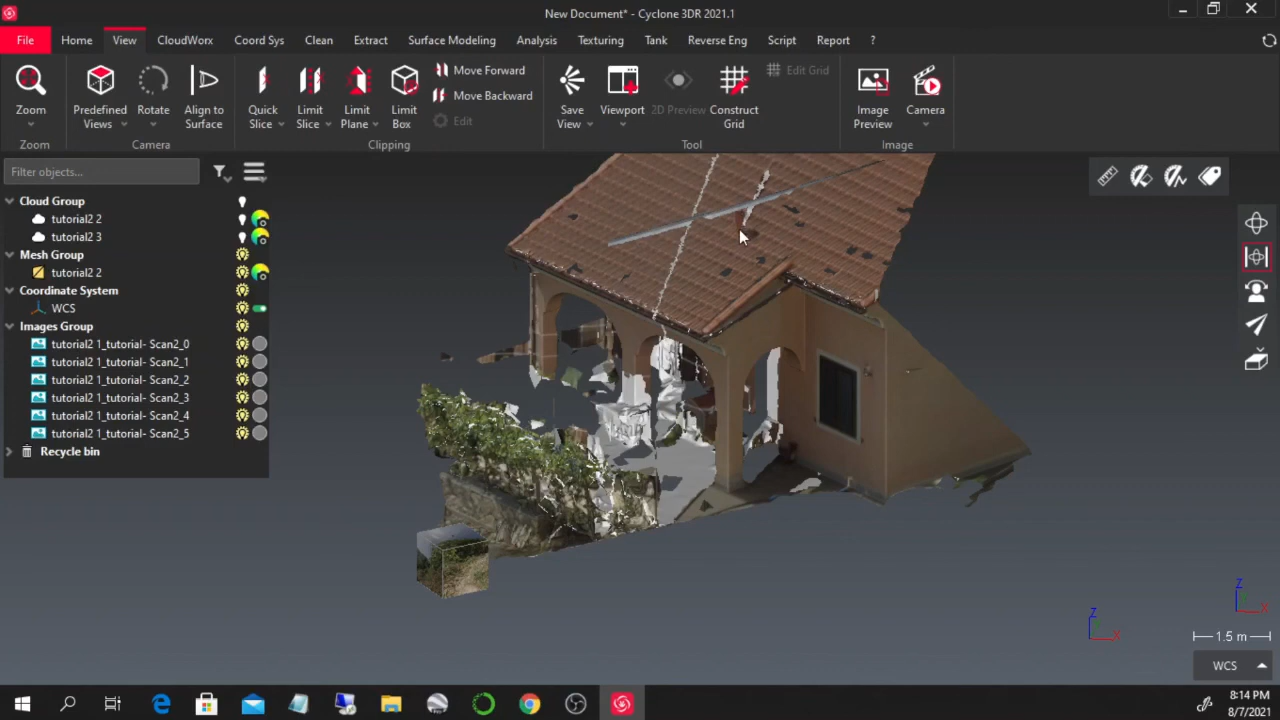 New Document* - Cyclone 3DR 2021.1
File Home View CloudWorx Coord Sys Clean Extract Surface Modeling Analysis Texturing Tank Reverse Eng Script Report ?
Zoom
Predefined Views
Rotate
Align to Surface
Quick Slice
Limit Slice
Limit Plane
Limit Box
Move Forward
Move Backward
Edit
Save View
Viewport
2D Preview
Construct Grid
Edit Grid
Image Preview
Camera
Zoom Camera Clipping Tool Image
Filter objects...
Cloud Group
tutorial2 2
tutorial2 3
Mesh Group
tutorial2 2
Coordinate System
WCS
Images Group
tutorial2 1_tutorial- Scan2_0
tutorial2 1_tutorial- Scan2_1
tutorial2 1_tutorial- Scan2_2
tutorial2 1_tutorial- Scan2_3
tutorial2 1_tutorial- Scan2_4
tutorial2 1_tutorial- Scan2_5
Recycle bin
Z
X
Z
X
1.5 m
WCS
8:14 PM
8/7/2021